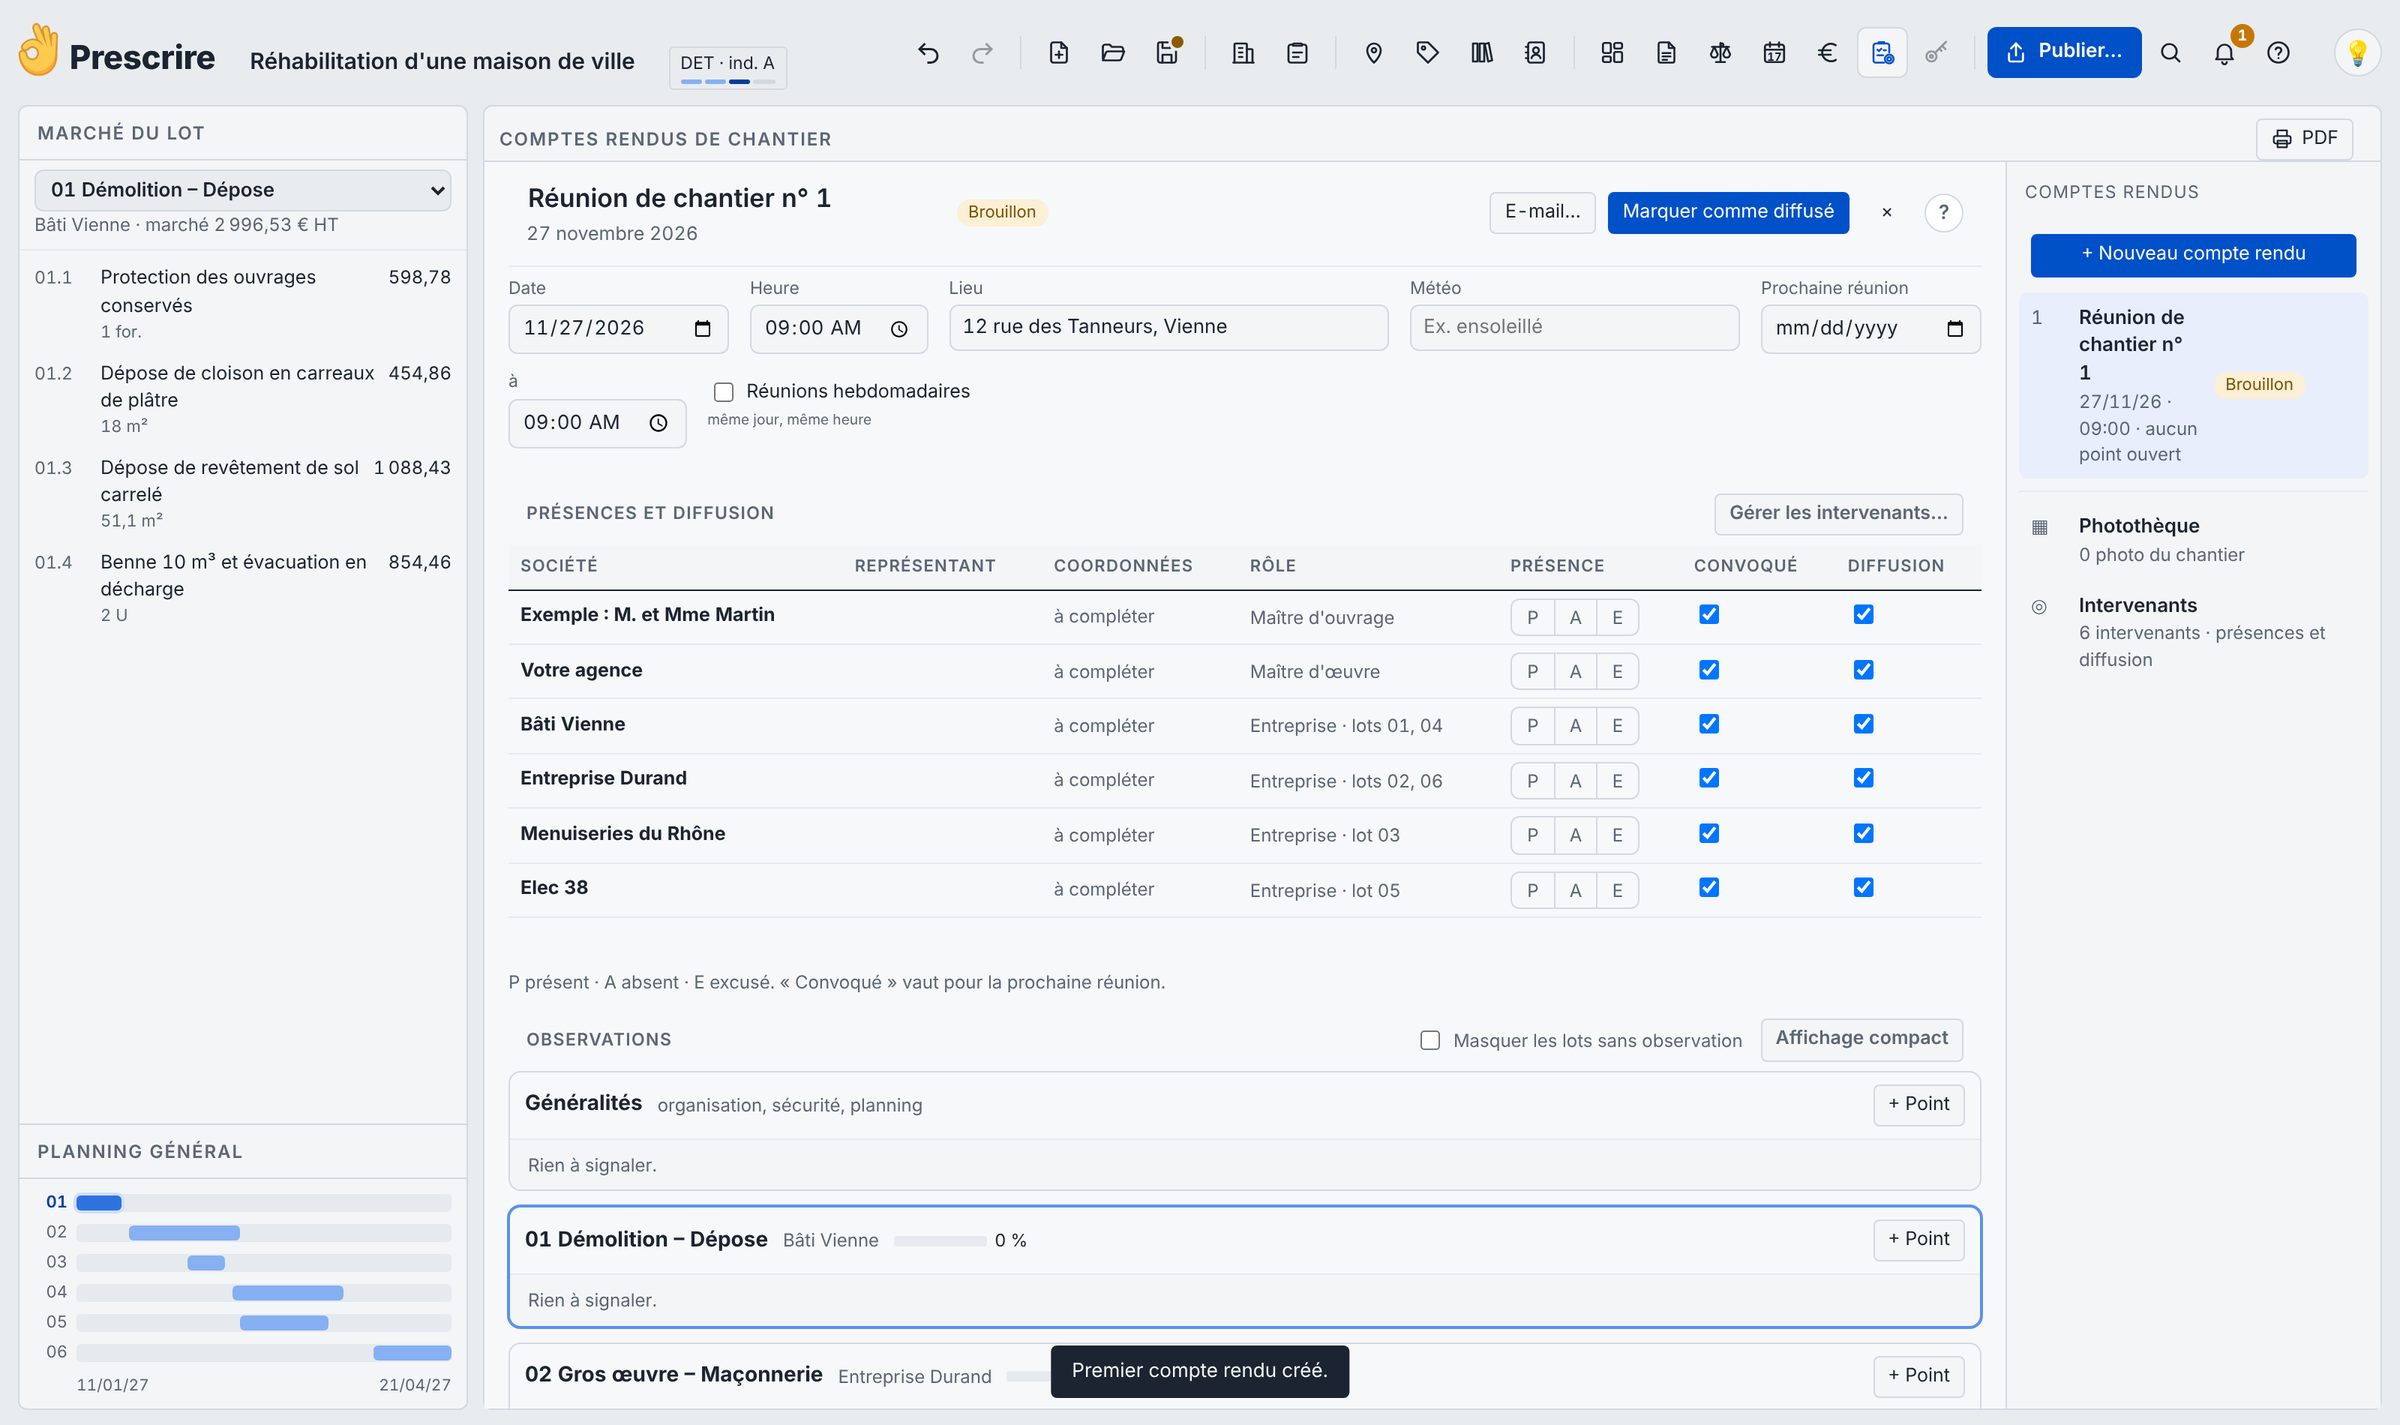 Prescrire
Réhabilitation d'une maison de ville
DET · ind. A
17
Publier...
1
MARCHÉ DU LOT
01 Démolition – Dépose
Bâti Vienne · marché 2 996,53 € HT
01.1 Protection des ouvrages conservés 598,78
1 for.
01.2 Dépose de cloison en carreaux de plâtre 454,86
18 m²
01.3 Dépose de revêtement de sol carrelé 1 088,43
51,1 m²
01.4 Benne 10 m³ et évacuation en décharge 854,46
2 U
PLANNING GÉNÉRAL
01
02
03
04
05
06
11/01/27 21/04/27
COMPTES RENDUS DE CHANTIER
PDF
Réunion de chantier n° 1
27 novembre 2026
Brouillon
E-mail...
Marquer comme diffusé
×
?
Date Heure Lieu Météo Prochaine réunion
11/27/2026 09:00 AM 12 rue des Tanneurs, Vienne Ex. ensoleillé mm/dd/yyyy
à
09:00 AM
Réunions hebdomadaires
même jour, même heure
PRÉSENCES ET DIFFUSION
Gérer les intervenants...
SOCIÉTÉ REPRÉSENTANT COORDONNÉES RÔLE PRÉSENCE CONVOQUÉ DIFFUSION
Exemple : M. et Mme Martin à compléter Maître d'ouvrage P A E
Votre agence à compléter Maître d'œuvre P A E
Bâti Vienne à compléter Entreprise · lots 01, 04 P A E
Entreprise Durand à compléter Entreprise · lots 02, 06 P A E
Menuiseries du Rhône à compléter Entreprise · lot 03 P A E
Elec 38 à compléter Entreprise · lot 05 P A E
P présent · A absent · E excusé. « Convoqué » vaut pour la prochaine réunion.
OBSERVATIONS
Masquer les lots sans observation
Affichage compact
Généralités organisation, sécurité, planning + Point
Rien à signaler.
01 Démolition – Dépose Bâti Vienne 0 % + Point
Rien à signaler.
02 Gros œuvre – Maçonnerie Entreprise Durand + Point
Premier compte rendu créé.
COMPTES RENDUS
+ Nouveau compte rendu
1
Réunion de
chantier n°
1
Brouillon
27/11/26 ·
09:00 · aucun
point ouvert
Photothèque
0 photo du chantier
Intervenants
6 intervenants · présences et
diffusion